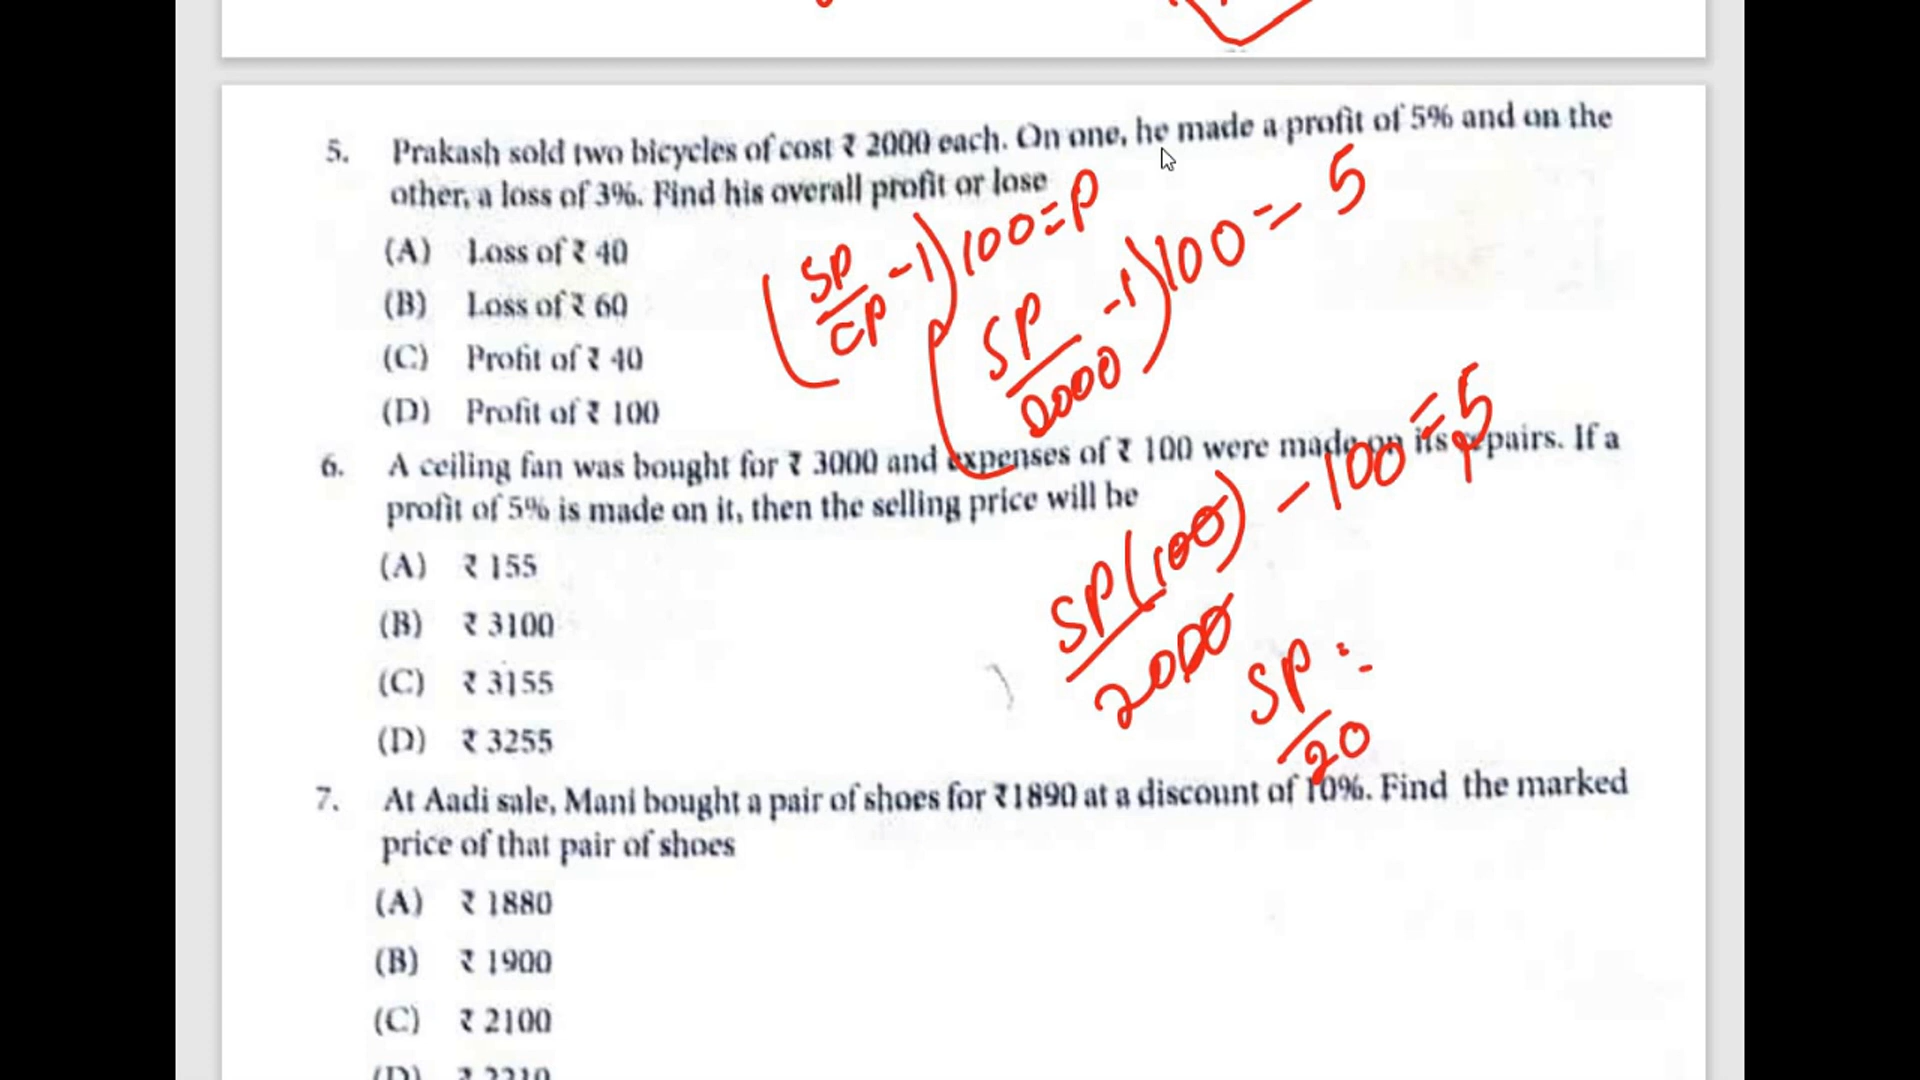 5. Prakash sold two bicycles of cost ₹ 2000 each. On one, he made a profit of 5% and on the
other, a loss of 3%. Find his overall profit or lose
(A) Loss of ₹ 40
(B) Loss of ₹ 60
(C) Profit of ₹ 40
(D) Profit of ₹ 100
(SP/CP -1)100=P
(SP/2000 -1)100=5
6. A ceiling fan was bought for ₹ 3000 and expenses of ₹ 100 were made on its repairs. If a
profit of 5% is made on it, then the selling price will be
SP(100)/2000 -100=5
SP/20 =
(A) ₹ 155
(B) ₹ 3100
(C) ₹ 3155
(D) ₹ 3255
7. At Aadi sale, Mani bought a pair of shoes for ₹1890 at a discount of 10%. Find the marked
price of that pair of shoes
(A) ₹ 1880
(B) ₹ 1900
(C) ₹ 2100
(D) ₹